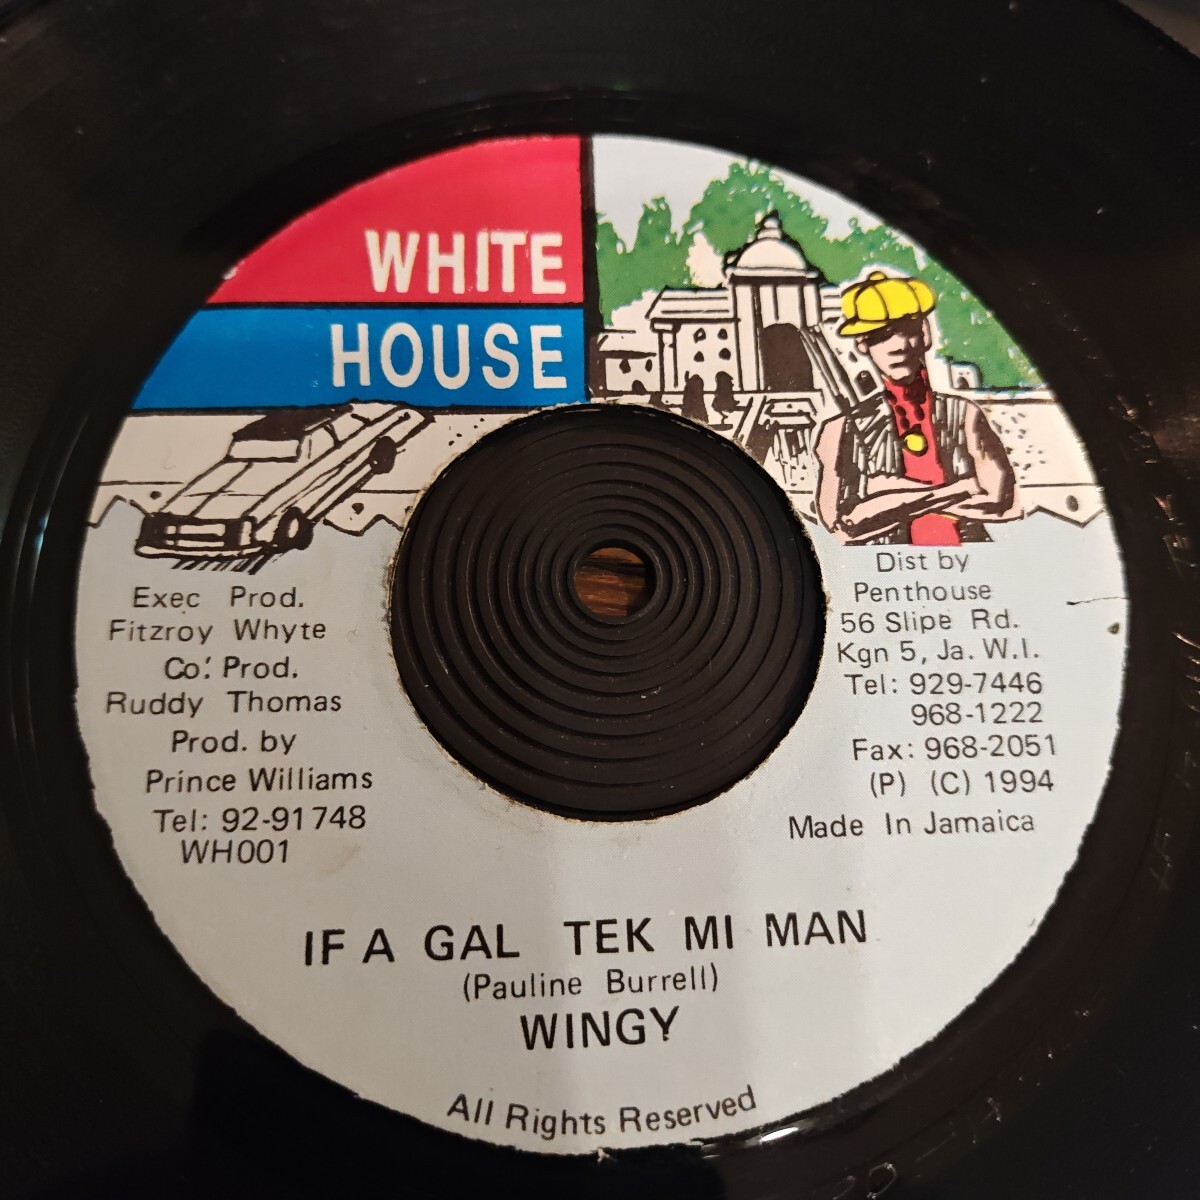 WHITE
HOUSE
Exec Prod.
Fitzroy Whyte
Co'. Prod.
Ruddy Thomas
Prod. by
Prince Williams
Tel: 92-91748
WH001
Dist by
Penthouse
56 Slipe Rd.
Kgn 5, Ja. W.I.
Tel: 929-7446
968-1222
Fax: 968-2051
(P) (C) 1994
Made In Jamaica
IF A GAL TEK MI MAN
(Pauline Burrell)
WINGY
All Rights Reserved